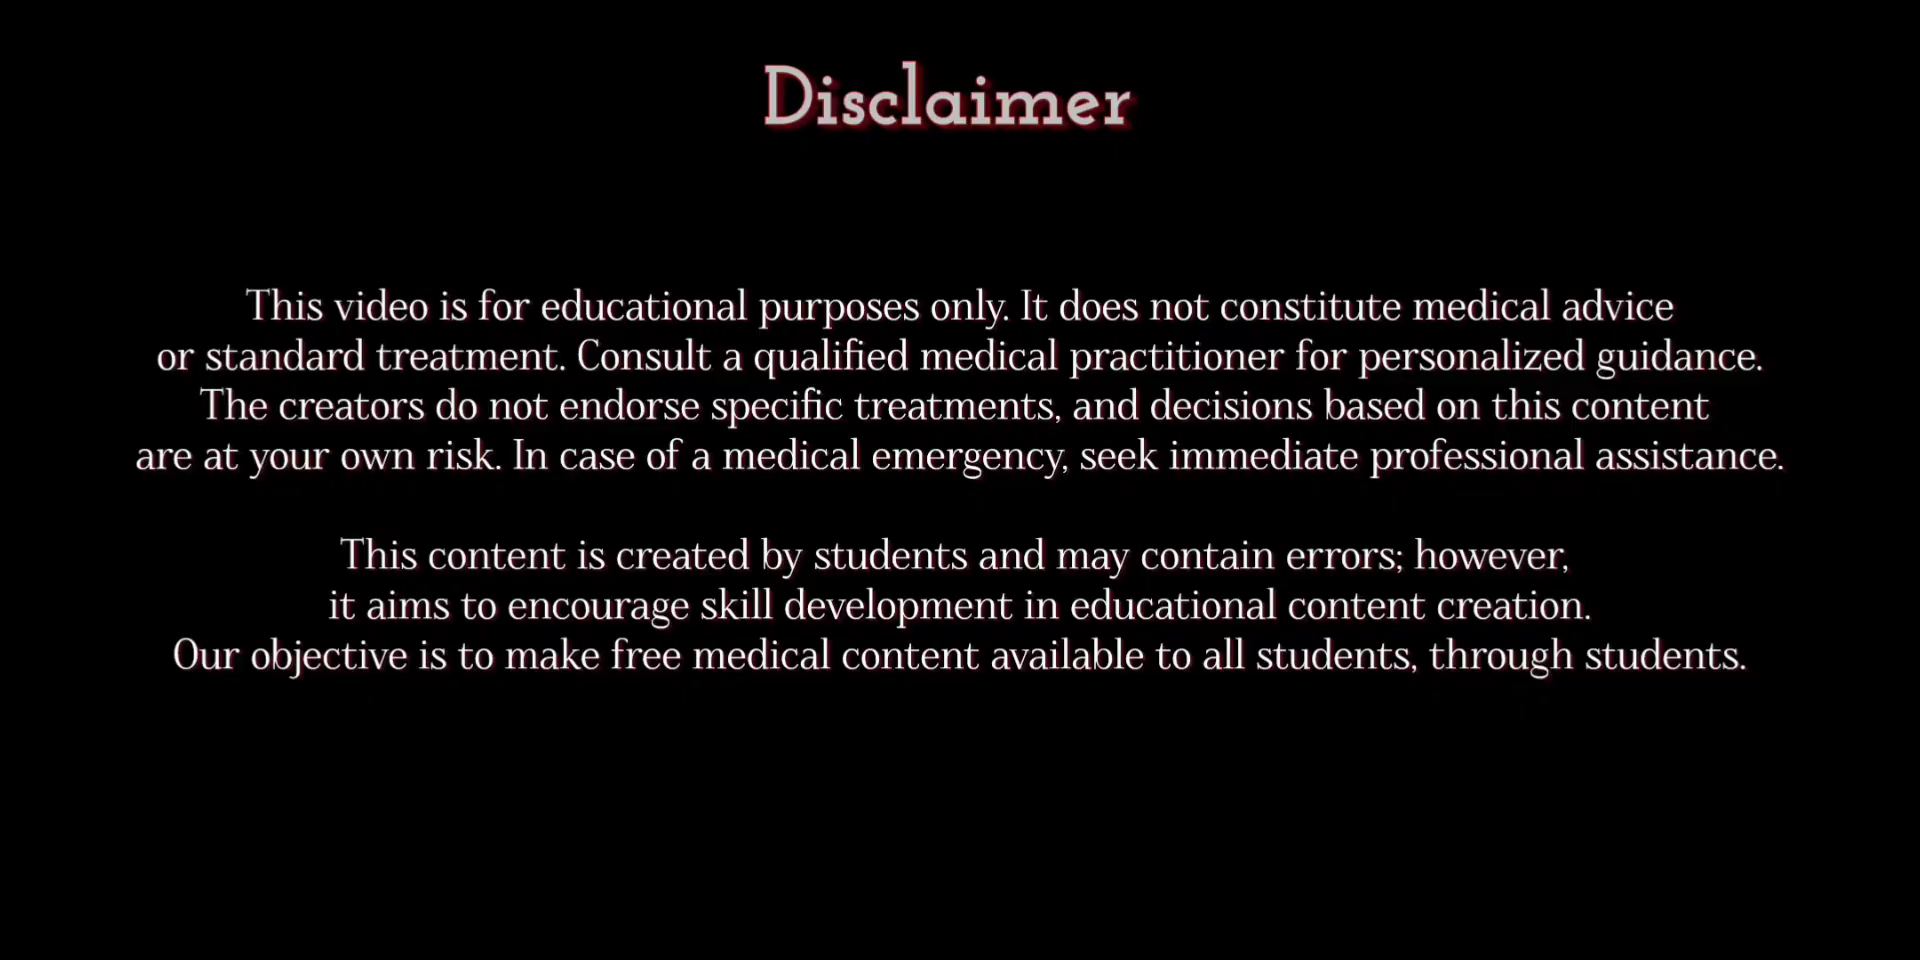 Disclaimer
This video is for educational purposes only. It does not constitute medical advice
or standard treatment. Consult a qualified medical practitioner for personalized guidance.
The creators do not endorse specific treatments, and decisions based on this content
are at your own risk. In case of a medical emergency, seek immediate professional assistance.
This content is created by students and may contain errors; however,
it aims to encourage skill development in educational content creation.
Our objective is to make free medical content available to all students, through students.